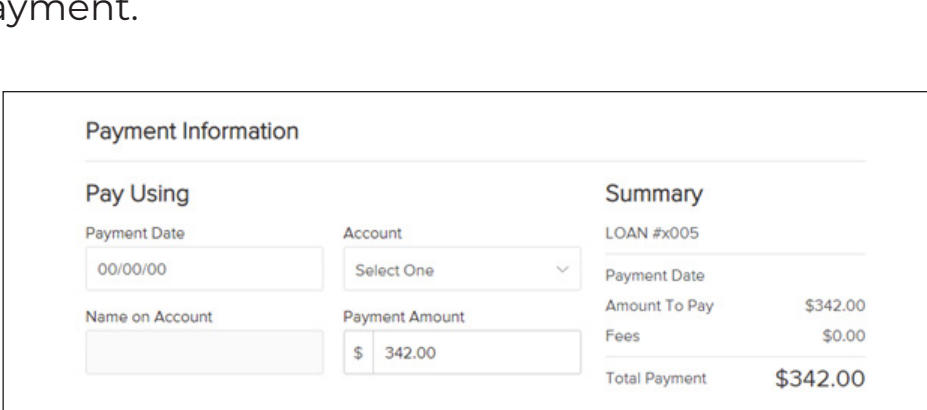 ayment.
Payment Information
Pay Using
Payment Date
Account
00/00/00
Select One
Name on Account
Payment Amount
$ 342.00
Summary
LOAN #x005
Payment Date
Amount To Pay $342.00
Fees $0.00
Total Payment $342.00